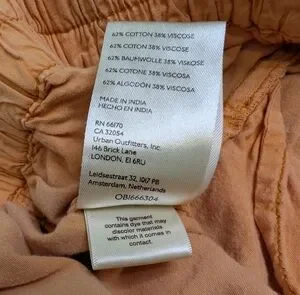 62% COTTON 38% VISCOSE
62% COTON 38% VISCOSE
62% BAUMWOLLE 38% VISKOSE
62% COTONE 38% VISCOSA
62% ALGODÓN 38% VISCOSA
MADE IN INDIA
HECHO EN INDIA
RN 66170
CA 32054
Urban Outfitters, Inc.
146 Brick Lane
LONDON, E1 6RU
Leidsestraat 32, 1017 PB
Amsterdam, Netherlands
OB1666304
This garment
contains dye that may
discolor materials
with which it comes in
contact.